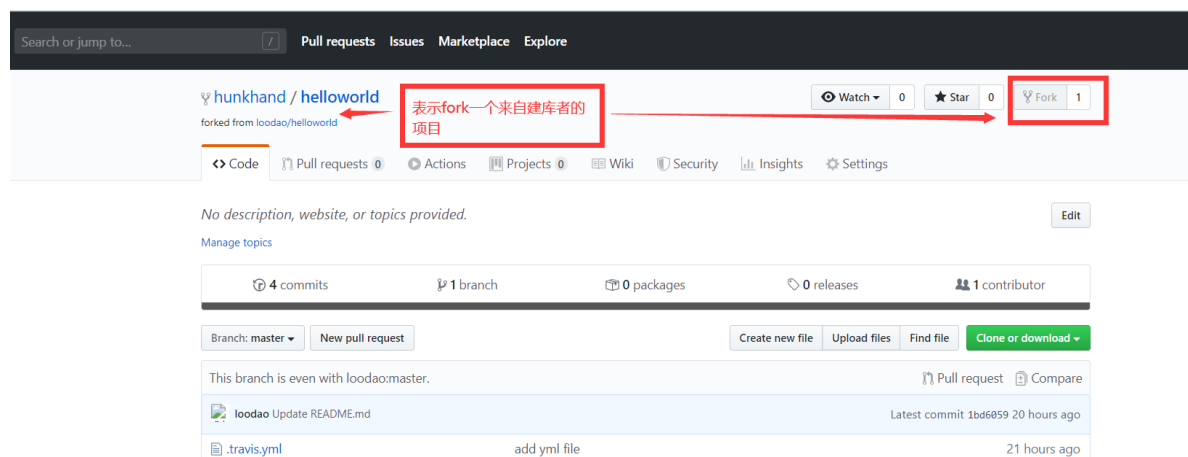 Search or jump to... / Pull requests Issues Marketplace Explore
hunkhand / helloworld
forked from loodao/helloworld
表示fork一个来自建库者的
项目
Watch 0 Star 0 Fork 1
Code Pull requests 0 Actions Projects 0 Wiki Security Insights Settings
No description, website, or topics provided. Edit
Manage topics
4 commits 1 branch 0 packages 0 releases 1 contributor
Branch: master New pull request Create new file Upload files Find file Clone or download
This branch is even with loodao:master. Pull request Compare
loodao Update README.md Latest commit 1bd6059 20 hours ago
.travis.yml add yml file 21 hours ago